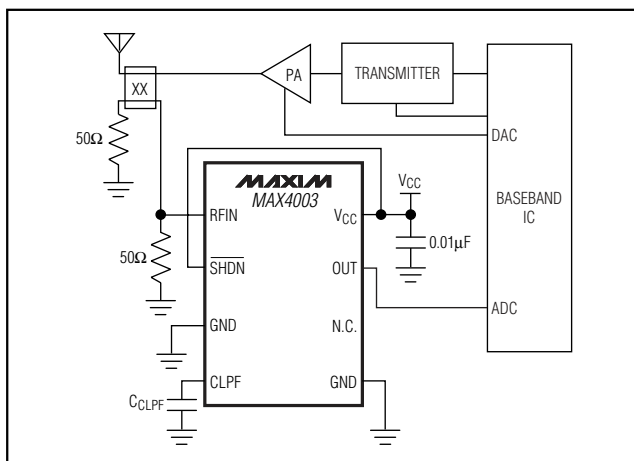 PA
TRANSMITTER
XX
50Ω
DAC
MAXIM
MAX4003
VCC
BASEBAND
IC
RFIN
VCC
0.01µF
50Ω
SHDN
OUT
ADC
GND
N.C.
CLPF
GND
CCLPF